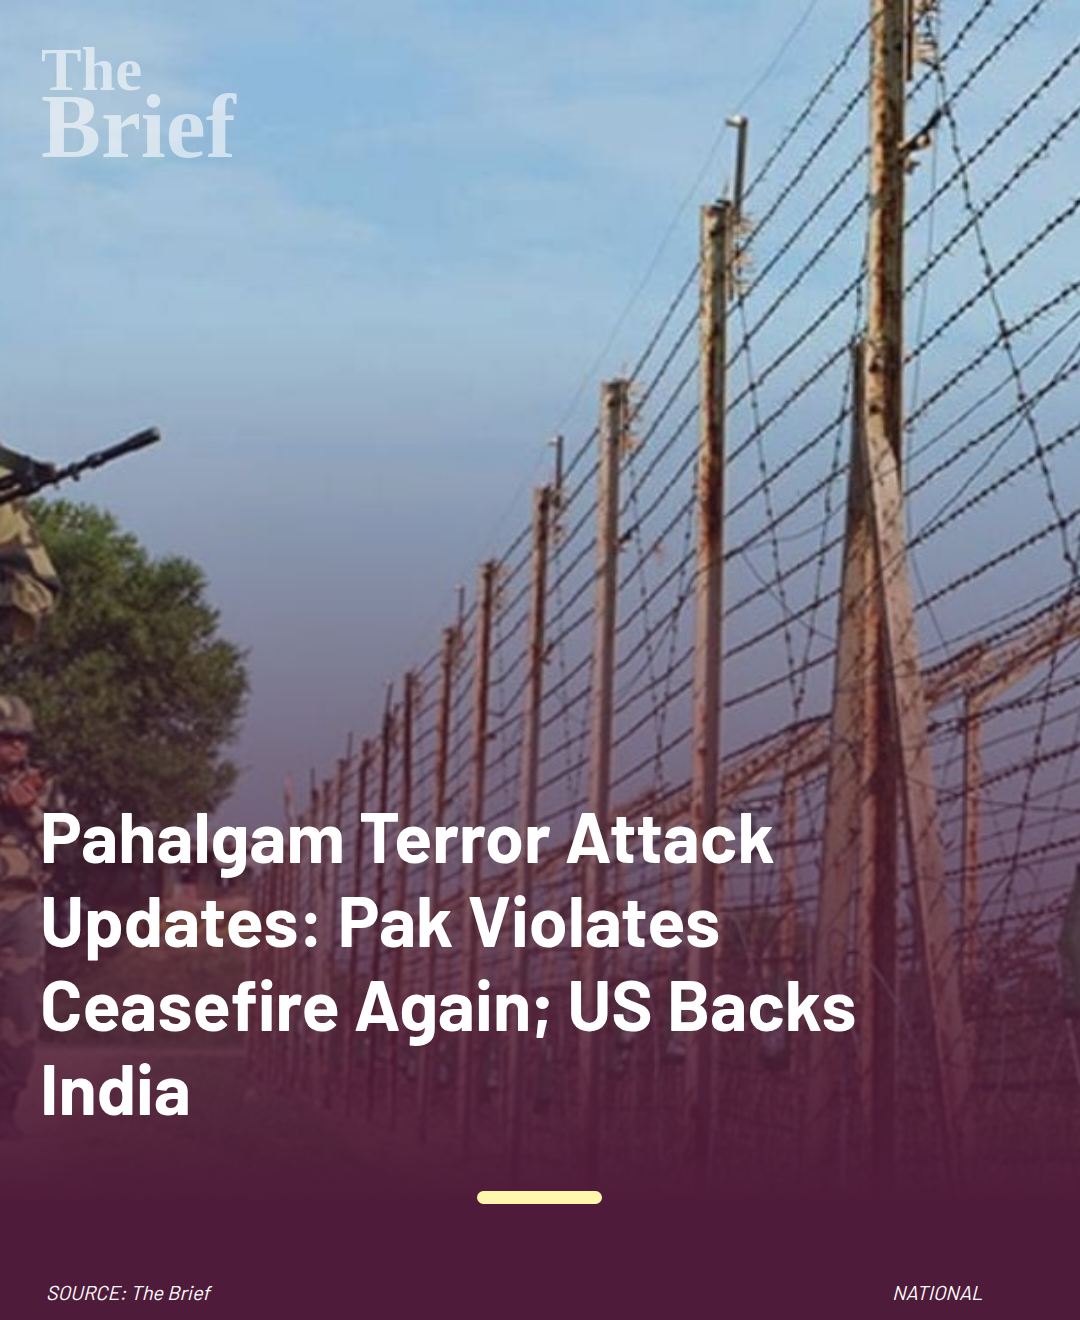 The
Brief
Pahalgam Terror Attack
Updates: Pak Violates
Ceasefire Again; US Backs
India
SOURCE: The Brief
NATIONAL